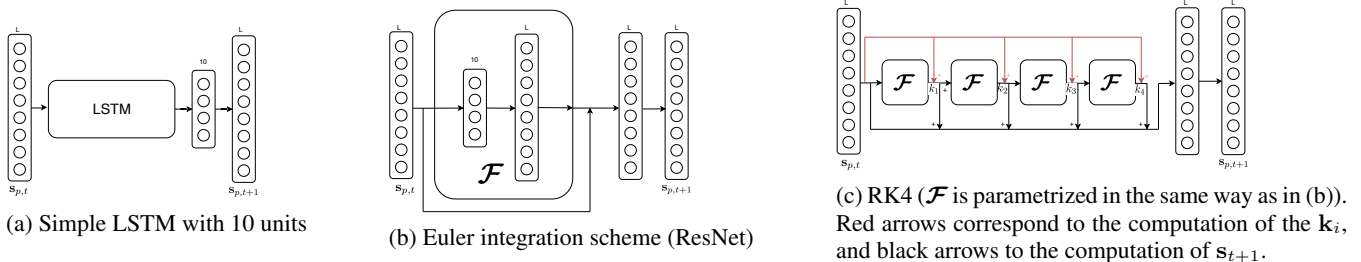 L
10
L
LSTM
s_{p,t}
s_{p,t+1}
(a) Simple LSTM with 10 units
L
L
10
L
L
𝓕
s_{p,t}
s_{p,t+1}
(b) Euler integration scheme (ResNet)
L
L
L
𝓕 k_1 + 𝓕 k_2 𝓕 k_3 𝓕 k_4
+ + + +
s_{p,t}
s_{p,t+1}
(c) RK4 (𝓕 is parametrized in the same way as in (b)).
Red arrows correspond to the computation of the k_i,
and black arrows to the computation of s_{t+1}.